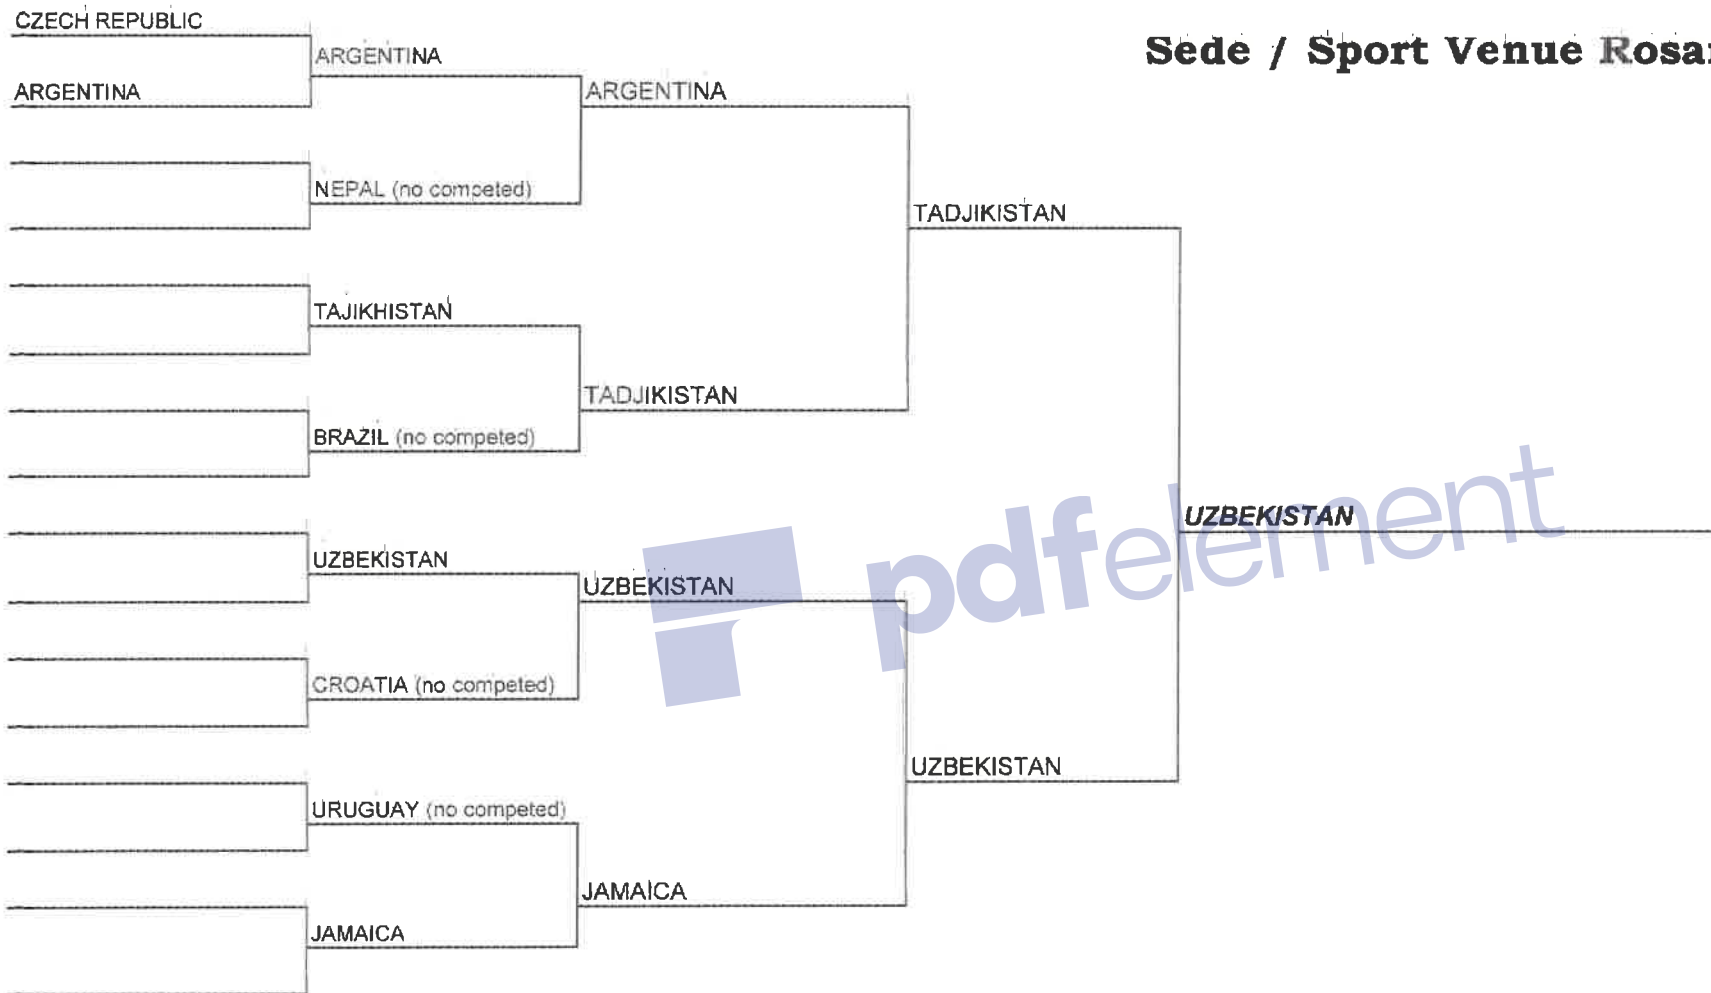 CZECH REPUBLIC
Sede / Sport Venue Rosar
ARGENTINA
ARGENTINA
ARGENTINA
NEPAL (no competed)
TADJIKISTAN
TAJIKHISTAN
TADJIKISTAN
BRAZIL (no competed)
UZBEKISTAN
UZBEKISTAN
UZBEKISTAN
pdfelement
CROATIA (no competed)
UZBEKISTAN
URUGUAY (no competed)
JAMAICA
JAMAICA